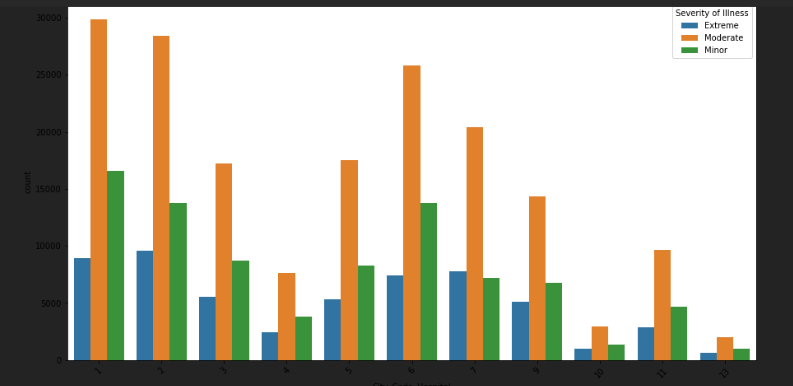 Severity of Illness
Extreme
Moderate
Minor
30000
25000
20000
15000
10000
5000
0
count
1 2 3 4 5 6 7 9 10 11 13
City_Code_Hospital